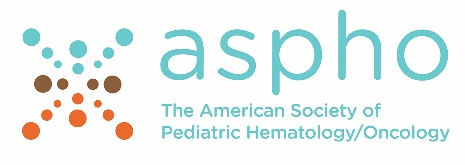 aspho
The American Society of
Pediatric Hematology/Oncology